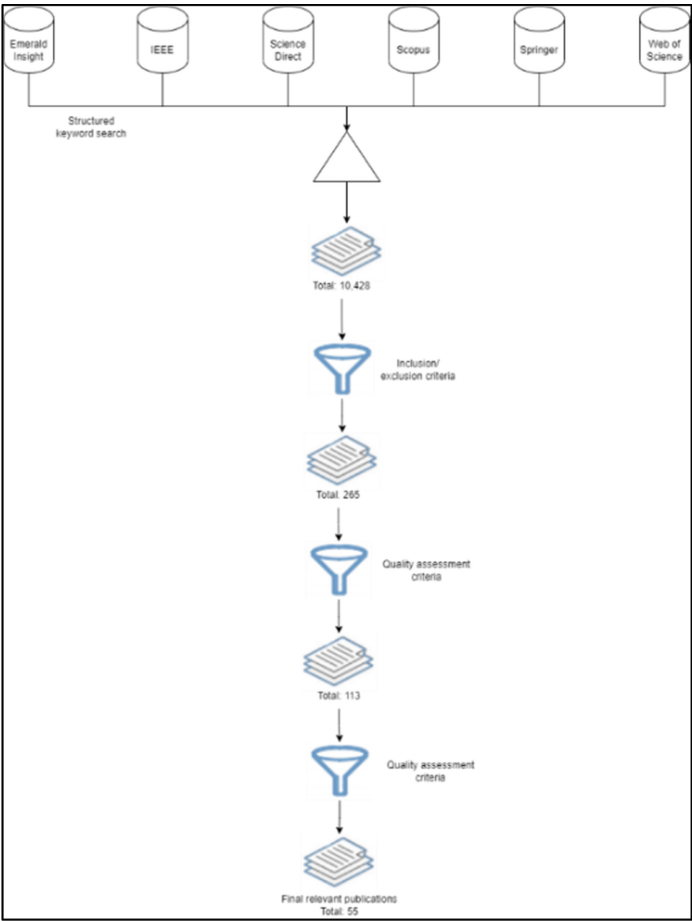 Emerald
Insight
IEEE
Science
Direct
Scopus
Springer
Web of
Science
Structured
keyword search
Total: 10,428
Inclusion/
exclusion criteria
Total: 265
Quality assessment
criteria
Total: 113
Quality assessment
criteria
Final relevant publications
Total: 55